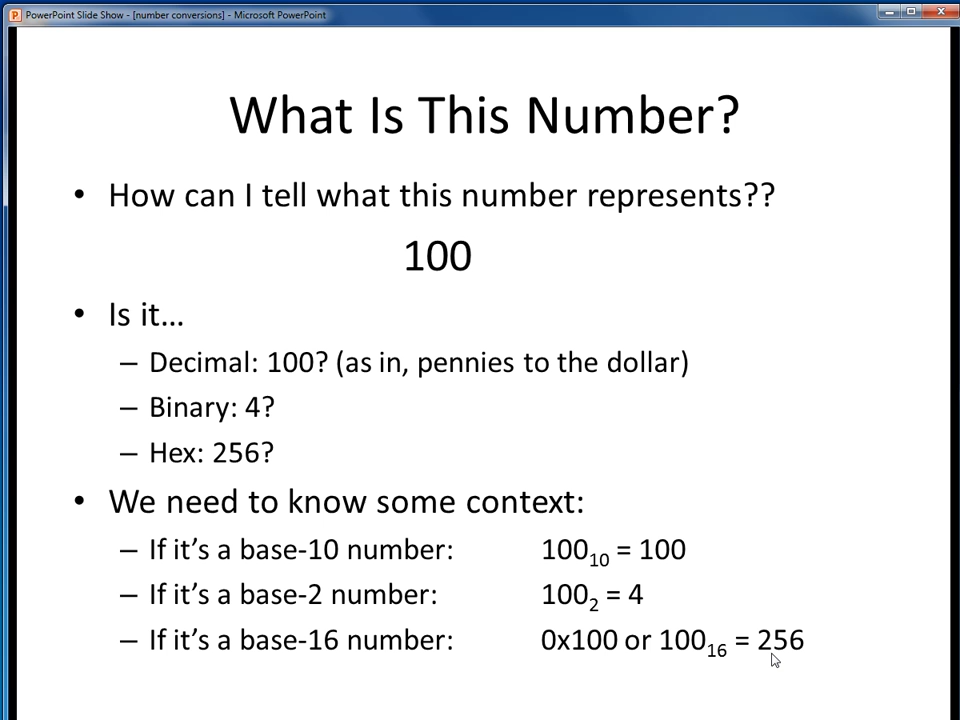 PowerPoint Slide Show - [number conversions] - Microsoft PowerPoint
What Is This Number?
• How can I tell what this number represents??
100
• Is it…
– Decimal: 100? (as in, pennies to the dollar)
– Binary: 4?
– Hex: 256?
• We need to know some context:
– If it’s a base-10 number: 100₁₀ = 100
– If it’s a base-2 number: 100₂ = 4
– If it’s a base-16 number: 0x100 or 100₁₆ = 256